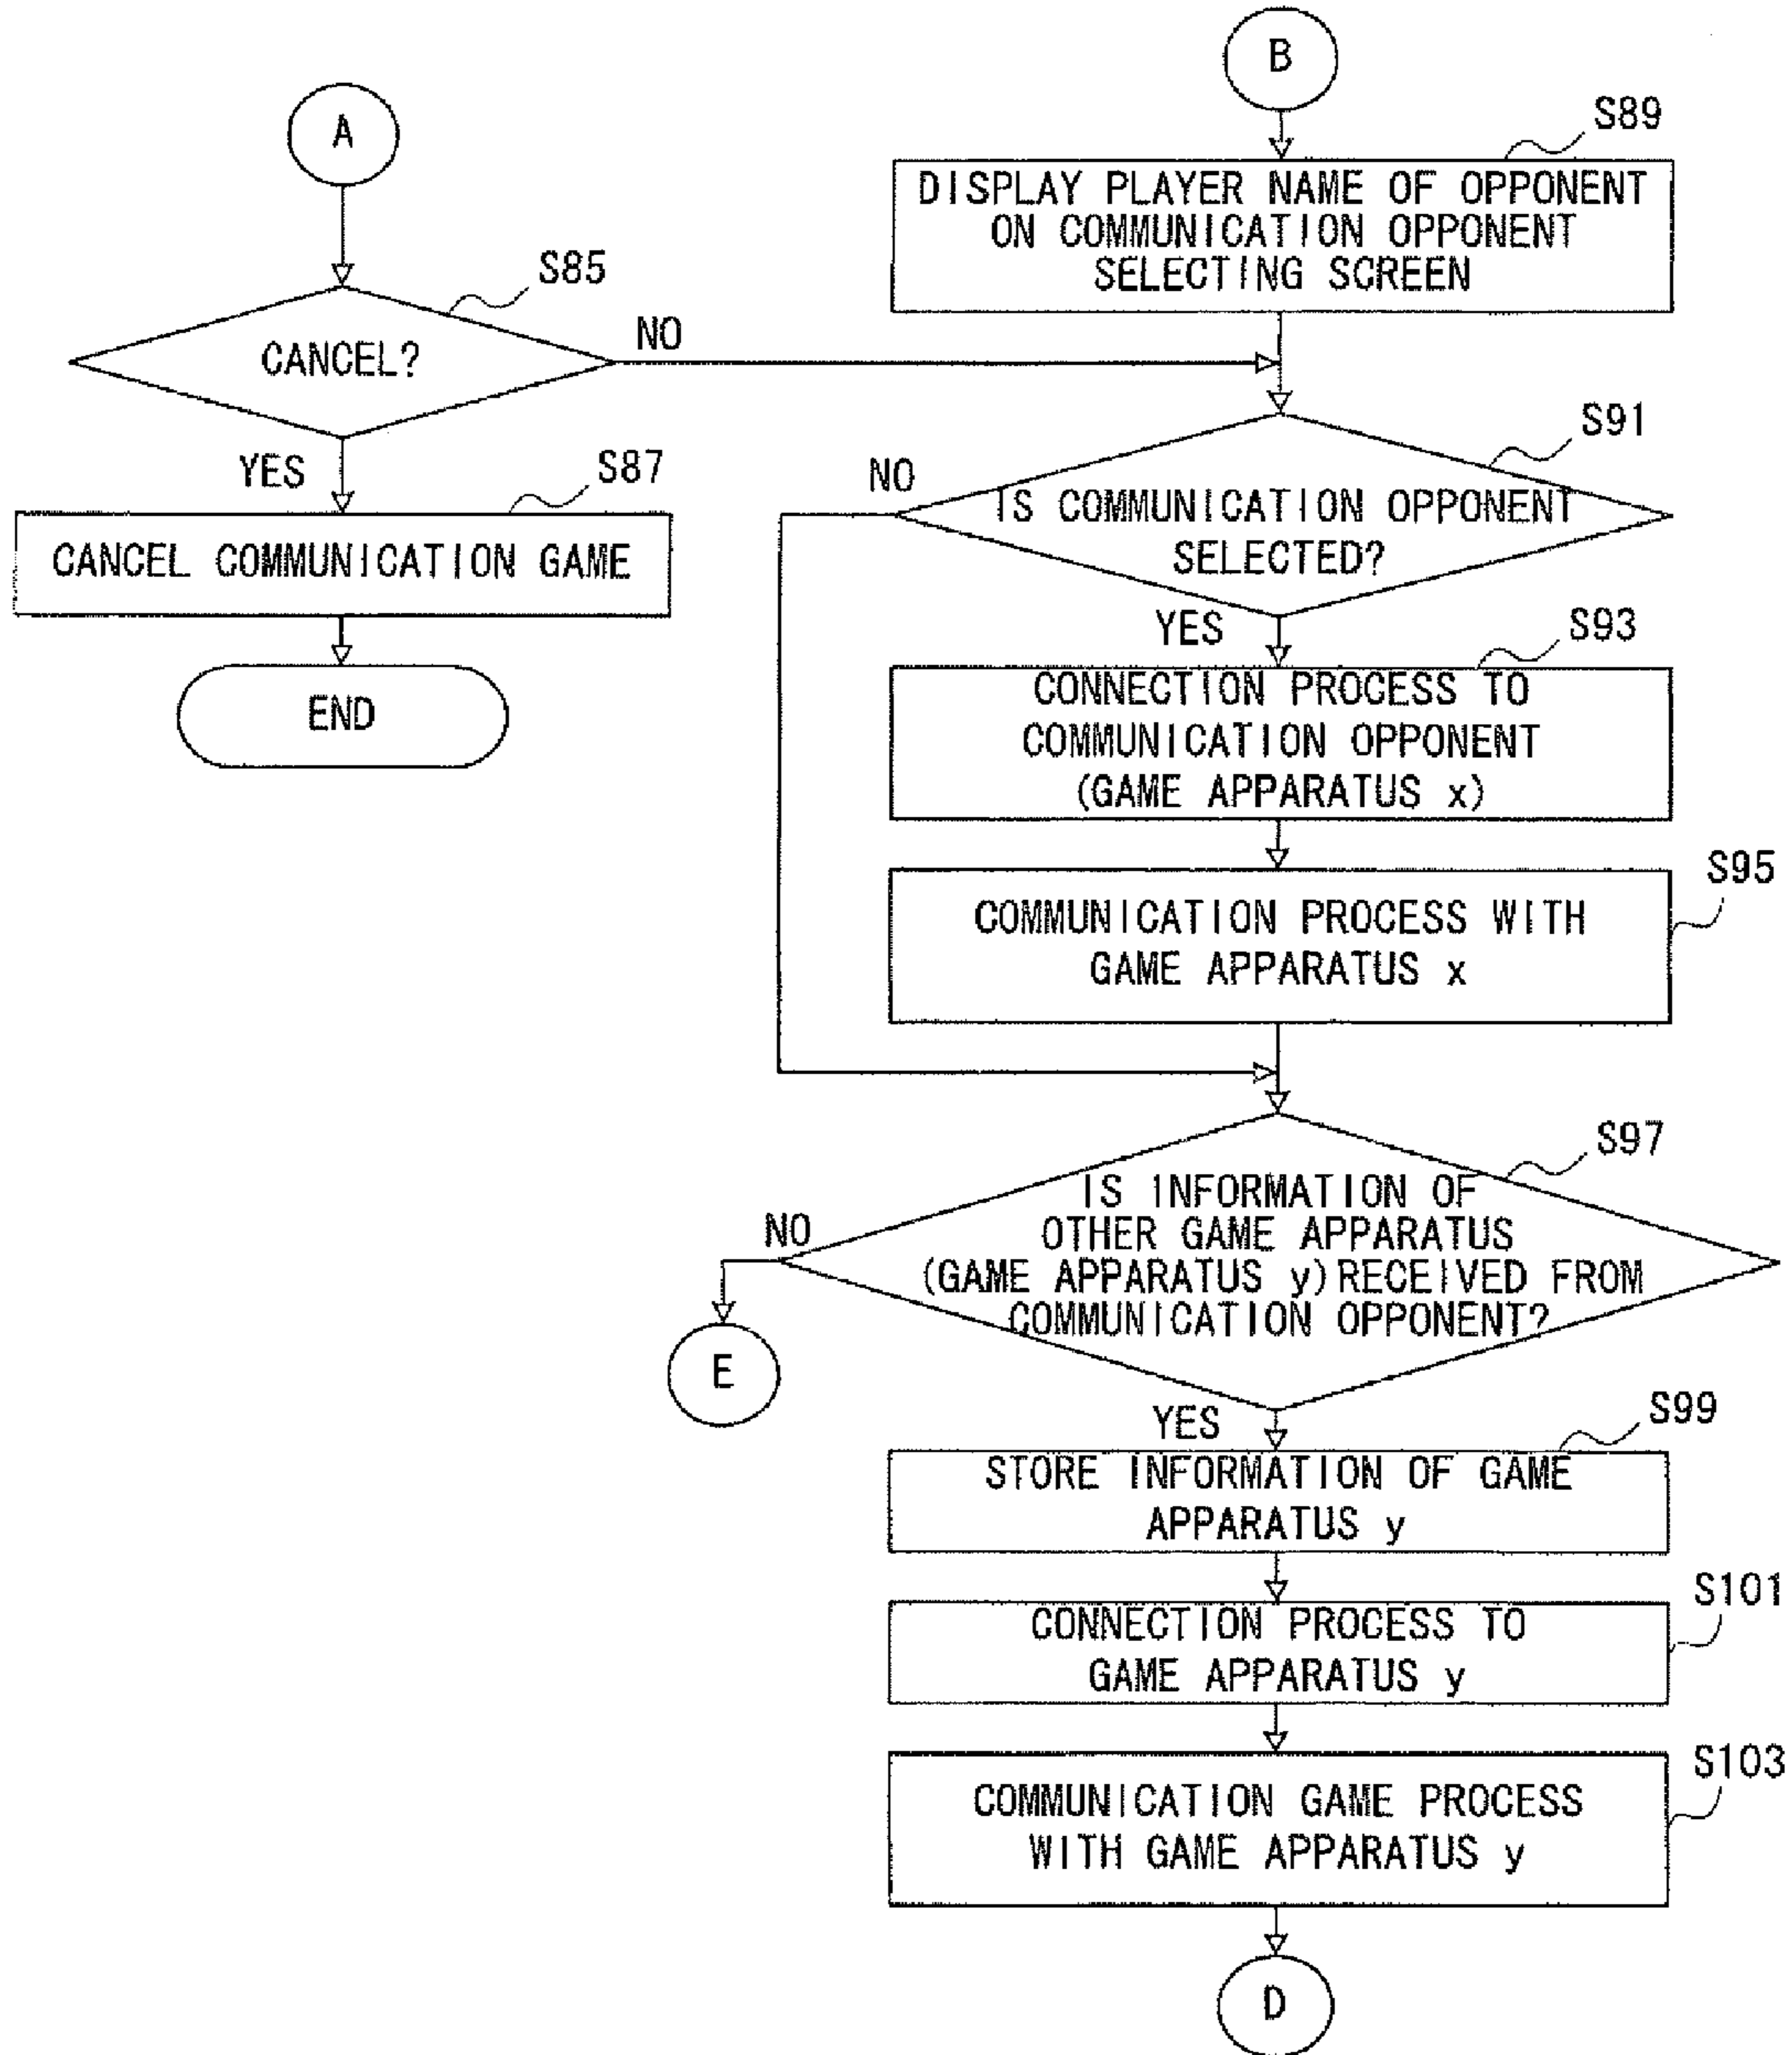 A
S85
CANCEL?
NO
YES
S87
CANCEL COMMUNICATION GAME
END
B
S89
DISPLAY PLAYER NAME OF OPPONENT
ON COMMUNICATION OPPONENT
SELECTING SCREEN
S91
NO
IS COMMUNICATION OPPONENT
SELECTED?
YES
S93
CONNECTION PROCESS TO
COMMUNICATION OPPONENT
(GAME APPARATUS x)
S95
COMMUNICATION PROCESS WITH
GAME APPARATUS x
S97
IS INFORMATION OF
OTHER GAME APPARATUS
(GAME APPARATUS y) RECEIVED FROM
COMMUNICATION OPPONENT?
NO
E
YES
S99
STORE INFORMATION OF GAME
APPARATUS y
S101
CONNECTION PROCESS TO
GAME APPARATUS y
S103
COMMUNICATION GAME PROCESS
WITH GAME APPARATUS y
D